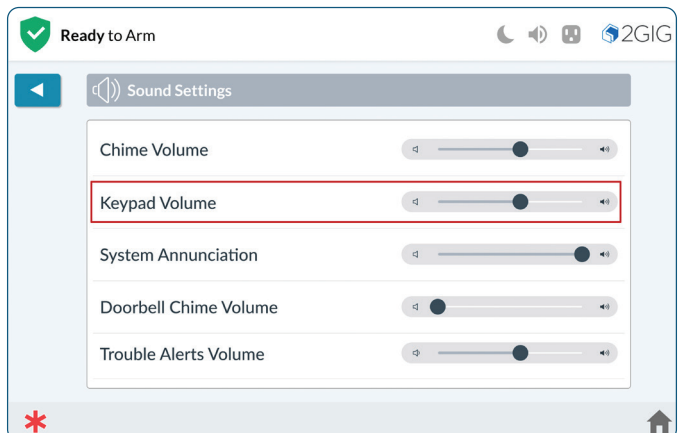 Ready to Arm
2GIG
Sound Settings
Chime Volume
Keypad Volume
System Annunciation
Doorbell Chime Volume
Trouble Alerts Volume